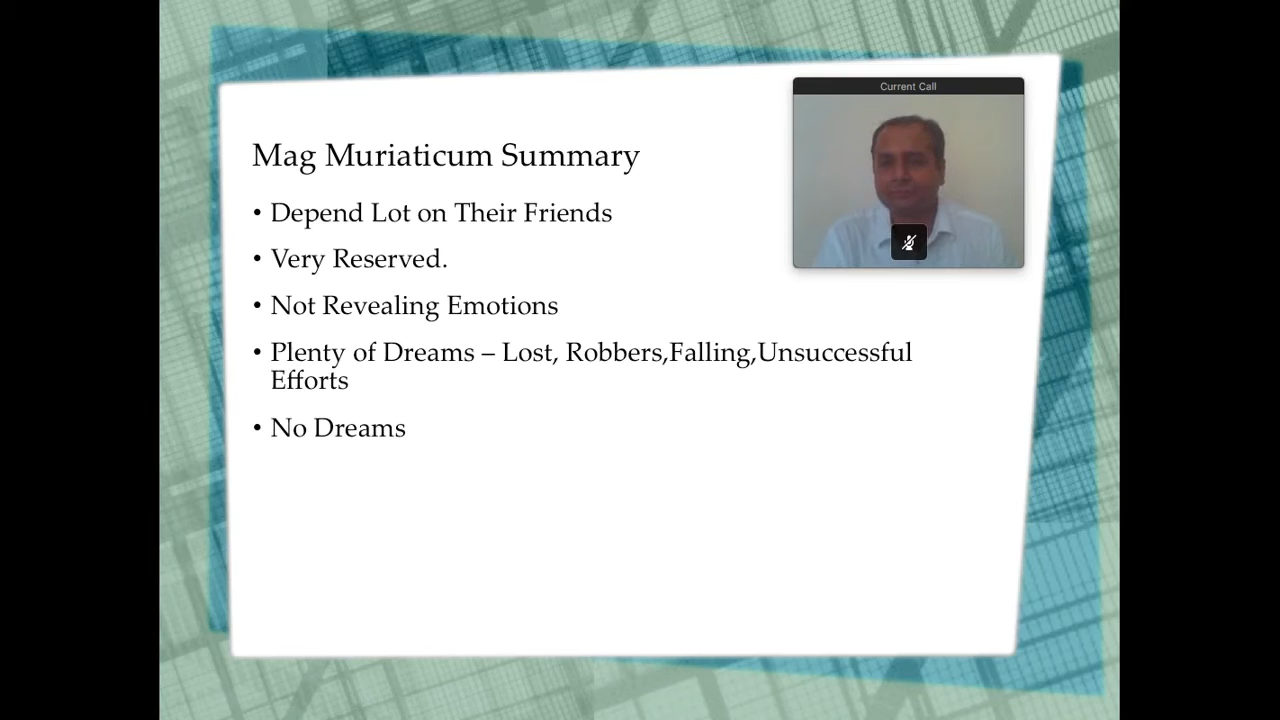 Current Call
Mag Muriaticum Summary
• Depend Lot on Their Friends
• Very Reserved.
• Not Revealing Emotions
• Plenty of Dreams – Lost, Robbers,Falling,Unsuccessful
Efforts
• No Dreams